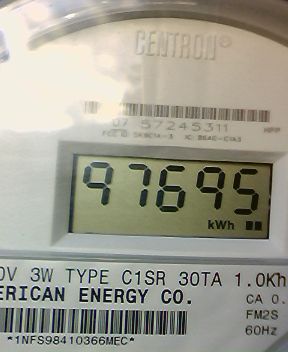 CENTRON®
07 57245311
97695
kWh
0V 3W TYPE C1SR 30TA 1.0Kh
ERICAN ENERGY CO.
CA 0.
FM2S
60Hz
*1NFS98410366MEC*